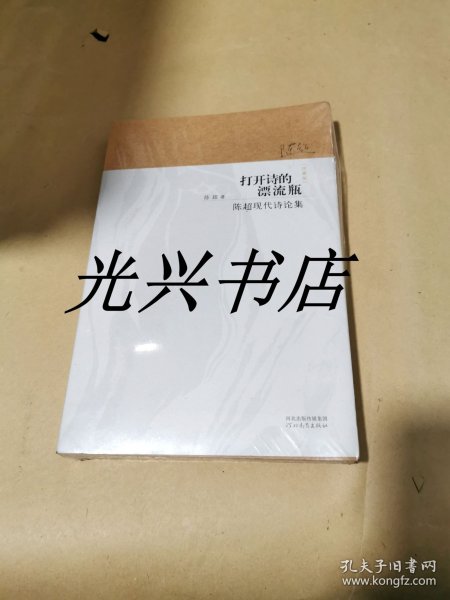 陈超
打开诗的
漂流瓶
陈超 著
陈超现代诗论集
光兴书店
河北出版传媒集团
河北教育出版社
孔夫子旧书网
www.kongfz.com